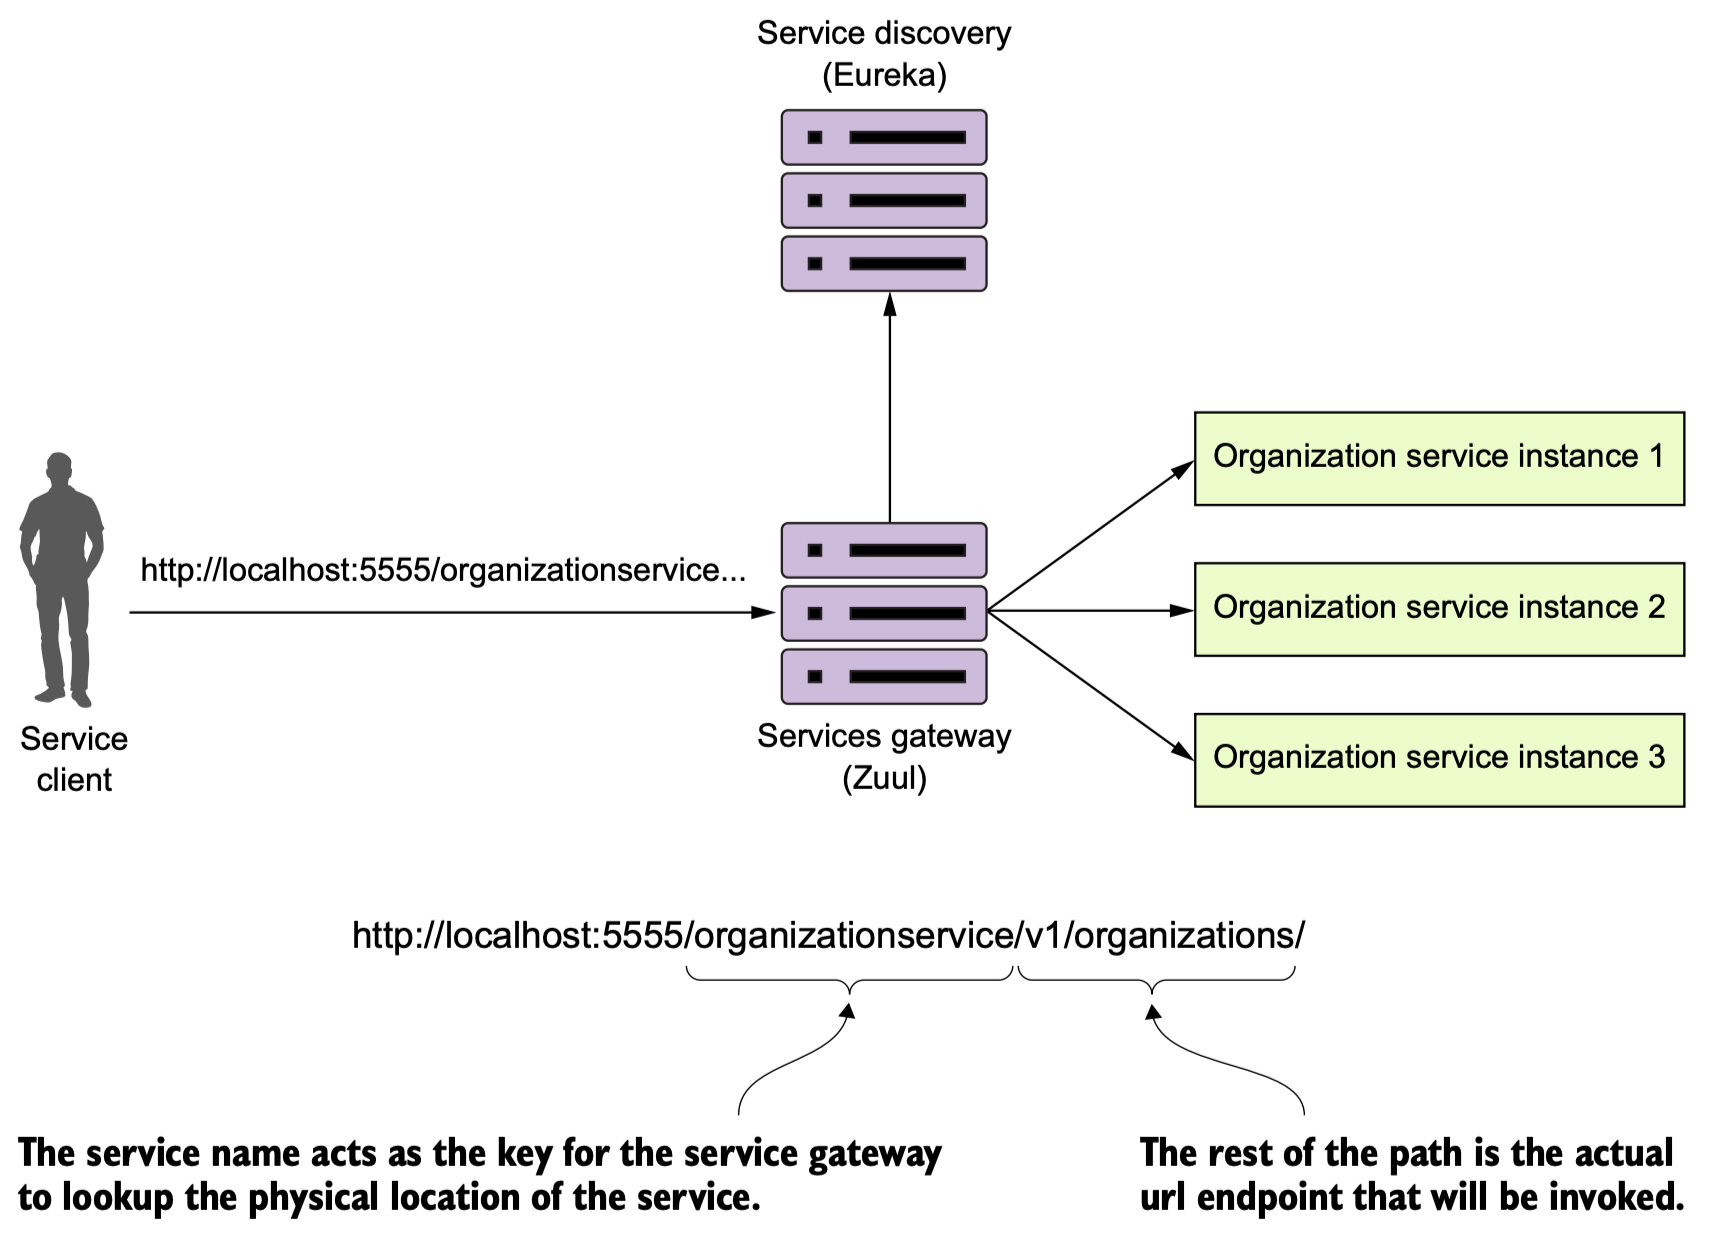 Service discovery
(Eureka)
Organization service instance 1
http://localhost:5555/organizationservice...
Organization service instance 2
Service
client
Services gateway
(Zuul)
Organization service instance 3
http://localhost:5555/organizationservice/v1/organizations/
The service name acts as the key for the service gateway
to lookup the physical location of the service.
The rest of the path is the actual
url endpoint that will be invoked.